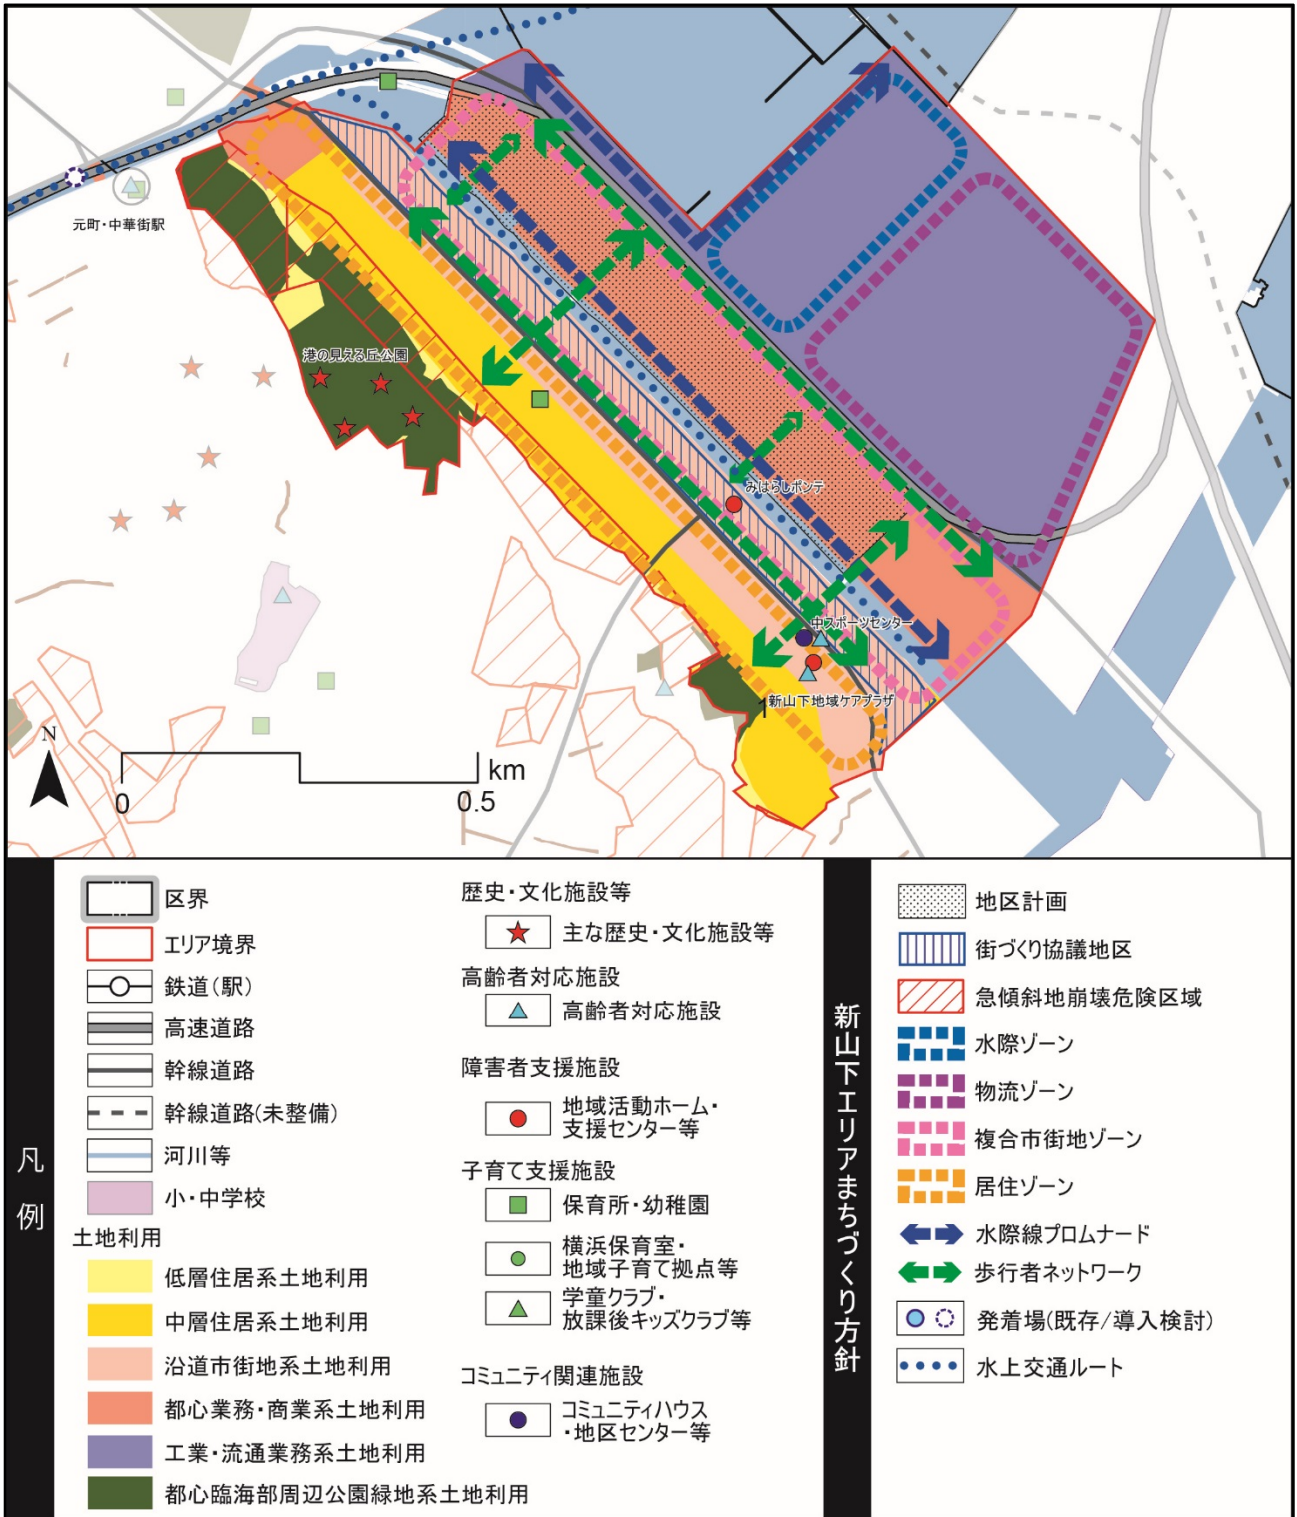 元町・中華街駅
港の見える丘公園
みはらしポンテ
中スポーツセンター
新山下地域ケアプラザ
1
N
km
0
0.5
凡例
区界
エリア境界
鉄道(駅)
高速道路
幹線道路
幹線道路(未整備)
河川等
小・中学校
土地利用
低層住居系土地利用
中層住居系土地利用
沿道市街地系土地利用
都心業務・商業系土地利用
工業・流通業務系土地利用
都心臨海部周辺公園緑地系土地利用
歴史・文化施設等
主な歴史・文化施設等
高齢者対応施設
高齢者対応施設
障害者支援施設
地域活動ホーム・
支援センター等
子育て支援施設
保育所・幼稚園
横浜保育室・
地域子育て拠点等
学童クラブ・
放課後キッズクラブ等
コミュニティ関連施設
コミュニティハウス
・地区センター等
新山下エリアまちづくり方針
地区計画
街づくり協議地区
急傾斜地崩壊危険区域
水際ゾーン
物流ゾーン
複合市街地ゾーン
居住ゾーン
水際線プロムナード
歩行者ネットワーク
発着場(既存/導入検討)
水上交通ルート